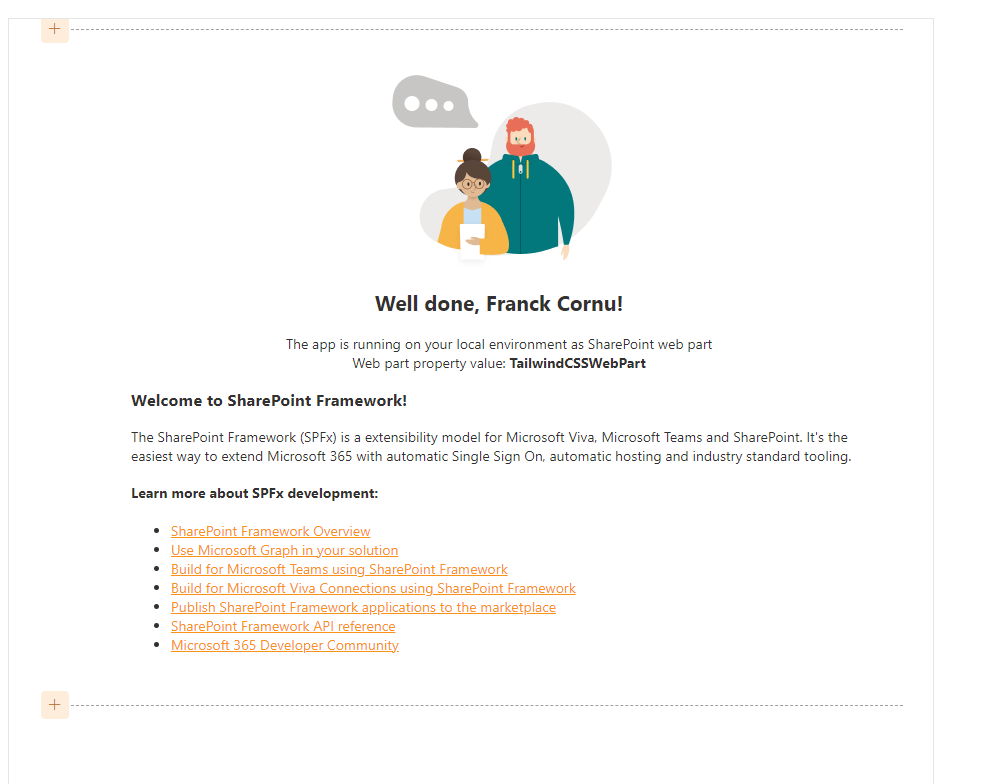 Well done, Franck Cornu!
The app is running on your local environment as SharePoint web part
Web part property value: TailwindCSSWebPart
Welcome to SharePoint Framework!
The SharePoint Framework (SPFx) is a extensibility model for Microsoft Viva, Microsoft Teams and SharePoint. It's the
easiest way to extend Microsoft 365 with automatic Single Sign On, automatic hosting and industry standard tooling.
Learn more about SPFx development:
SharePoint Framework Overview
Use Microsoft Graph in your solution
Build for Microsoft Teams using SharePoint Framework
Build for Microsoft Viva Connections using SharePoint Framework
Publish SharePoint Framework applications to the marketplace
SharePoint Framework API reference
Microsoft 365 Developer Community